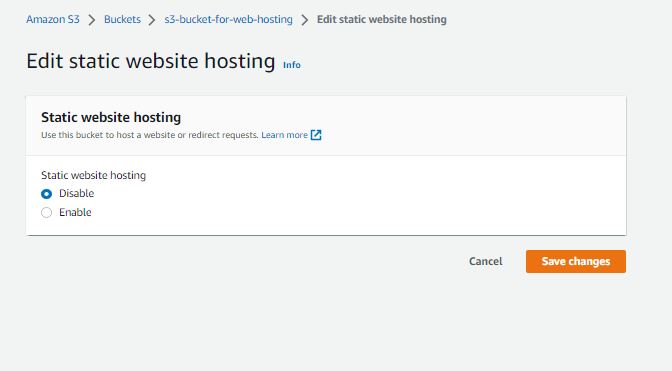 Amazon S3 > Buckets > s3-bucket-for-web-hosting > Edit static website hosting
Edit static website hosting Info
Static website hosting
Use this bucket to host a website or redirect requests. Learn more
Static website hosting
Disable
Enable
Cancel Save changes